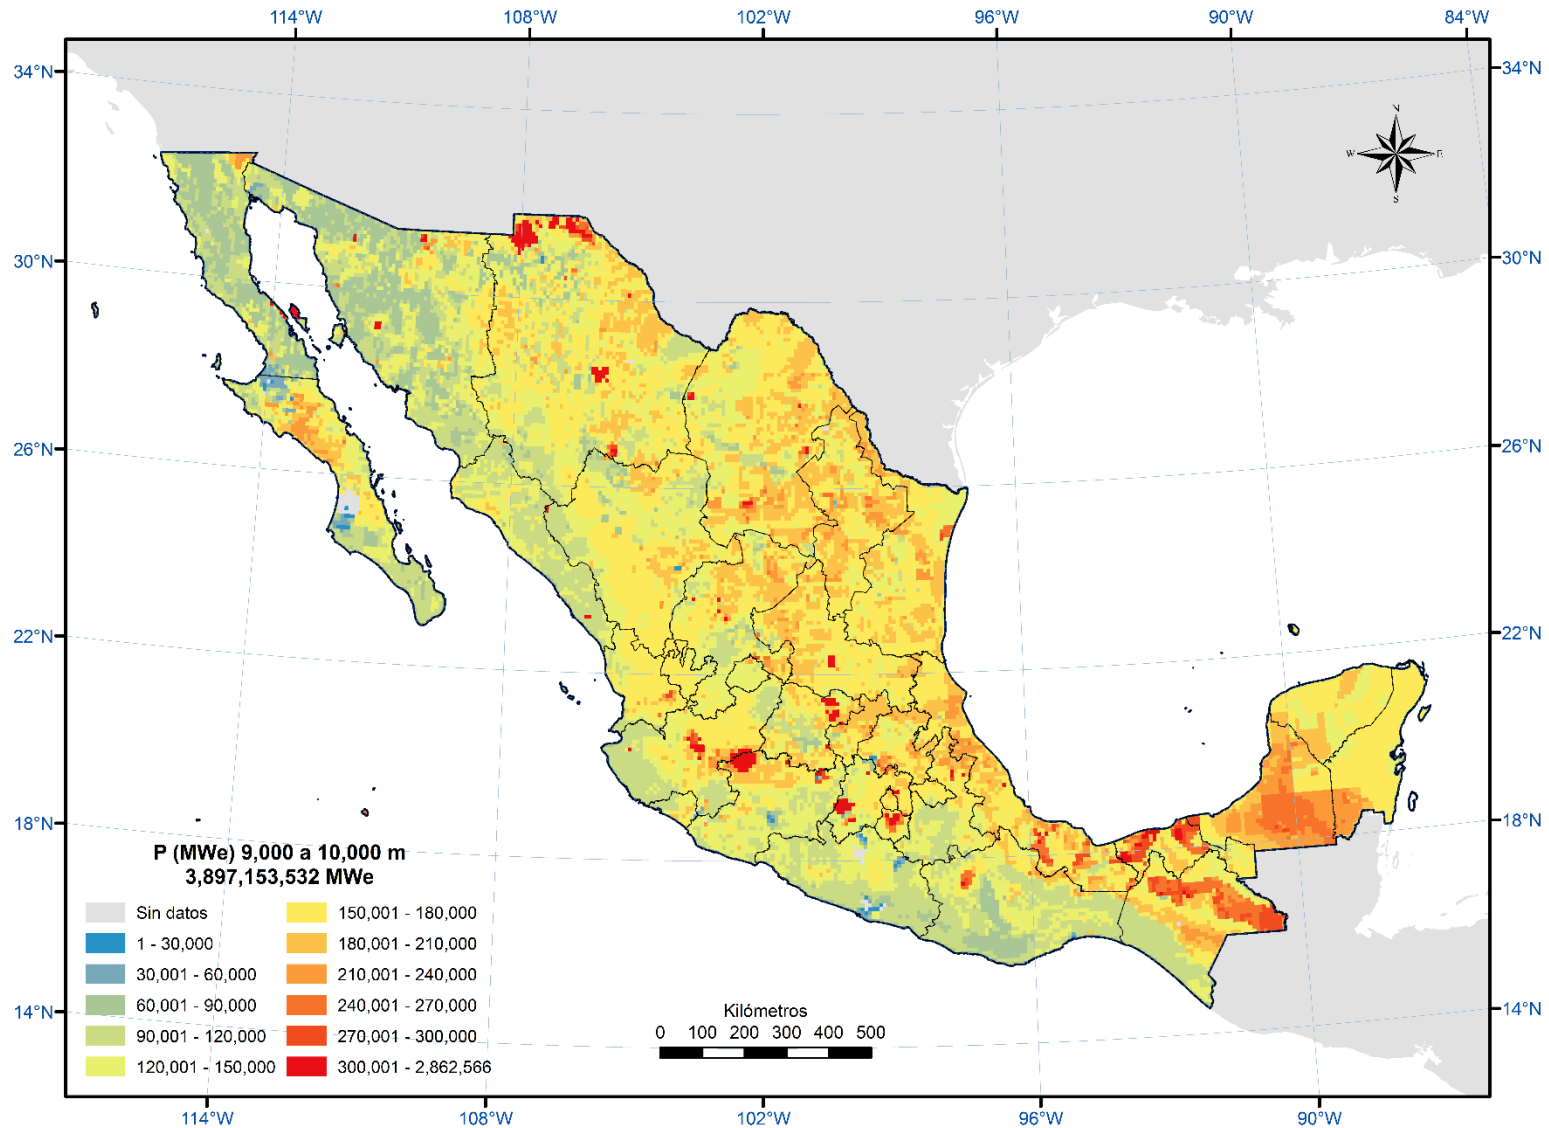 114°W 108°W 102°W 96°W 90°W 84°W
34°N 34°N
N
W E
S
30°N 30°N
26°N 26°N
22°N 22°N
18°N 18°N
P (MWe) 9,000 a 10,000 m
3,897,153,532 MWe
Sin datos 150,001 - 180,000
1 - 30,000 180,001 - 210,000
30,001 - 60,000 210,001 - 240,000
60,001 - 90,000 240,001 - 270,000
90,001 - 120,000 270,001 - 300,000
120,001 - 150,000 300,001 - 2,862,566
Kilómetros
0 100 200 300 400 500
14°N 14°N
114°W 108°W 102°W 96°W 90°W